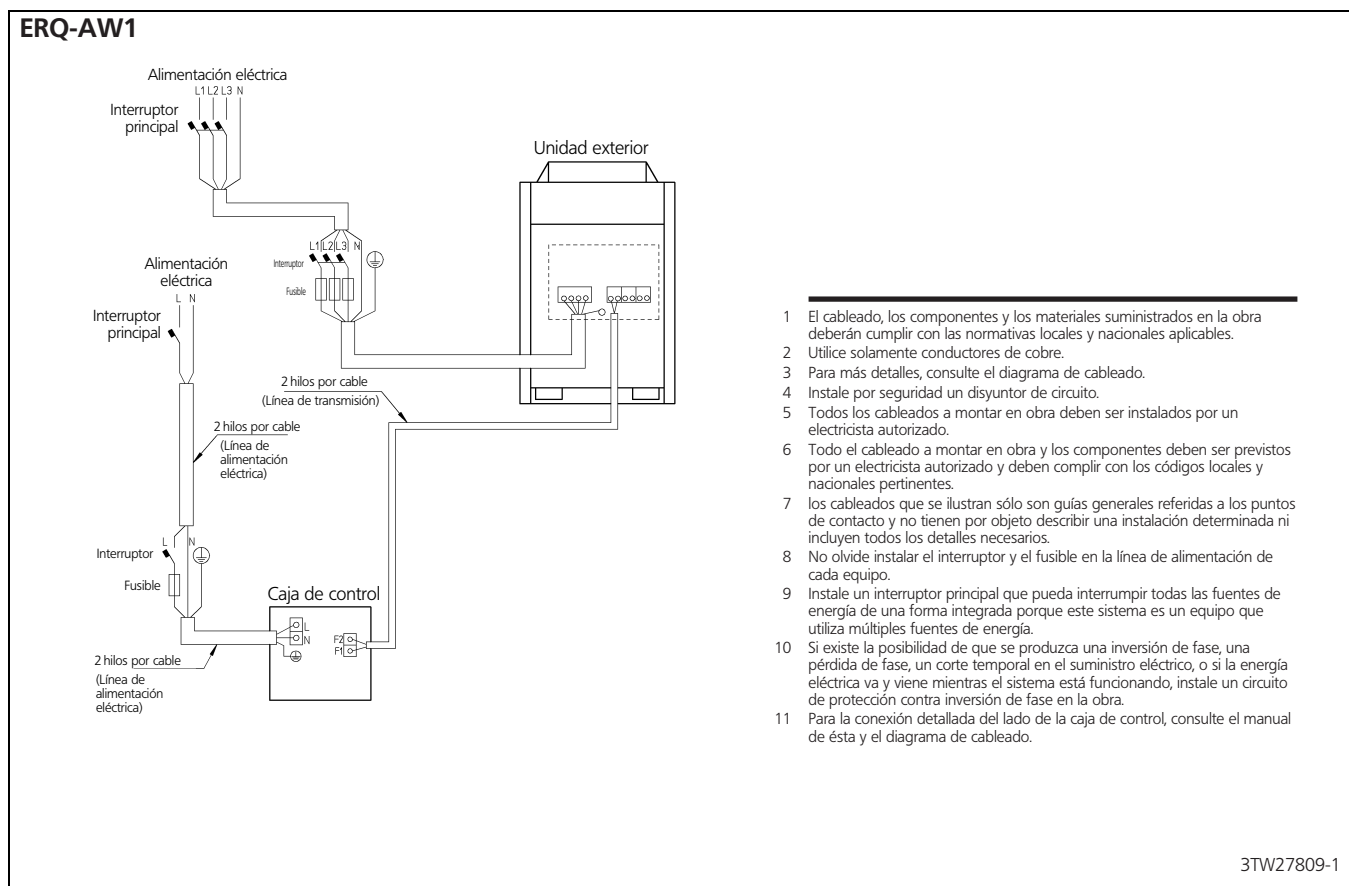 ERQ-AW1
Alimentación eléctrica
L1 L2 L3 N
Interruptor
principal
Unidad exterior
L1 L2 L3 N
Interruptor
Fusible
Alimentación
eléctrica
L N
Interruptor
principal
2 hilos por cable
(Línea de transmisión)
2 hilos por cable
(Línea de
alimentación
eléctrica)
L N
Interruptor
Fusible
Caja de control
L
N
F2
F1
2 hilos por cable
(Línea de
alimentación
eléctrica)
1 El cableado, los componentes y los materiales suministrados en la obra
deberán cumplir con las normativas locales y nacionales aplicables.
2 Utilice solamente conductores de cobre.
3 Para más detalles, consulte el diagrama de cableado.
4 Instale por seguridad un disyuntor de circuito.
5 Todos los cableados a montar en obra deben ser instalados por un
electricista autorizado.
6 Todo el cableado a montar en obra y los componentes deben ser previstos
por un electricista autorizado y deben complir con los códigos locales y
nacionales pertinentes.
7 los cableados que se ilustran sólo son guías generales referidas a los puntos
de contacto y no tienen por objeto describir una instalación determinada ni
incluyen todos los detalles necesarios.
8 No olvide instalar el interruptor y el fusible en la línea de alimentación de
cada equipo.
9 Instale un interruptor principal que pueda interrumpir todas las fuentes de
energía de una forma integrada porque este sistema es un equipo que
utiliza múltiples fuentes de energía.
10 Si existe la posibilidad de que se produzca una inversión de fase, una
pérdida de fase, un corte temporal en el suministro eléctrico, o si la energía
eléctrica va y viene mientras el sistema está funcionando, instale un circuito
de protección contra inversión de fase en la obra.
11 Para la conexión detallada del lado de la caja de control, consulte el manual
de ésta y el diagrama de cableado.
3TW27809-1